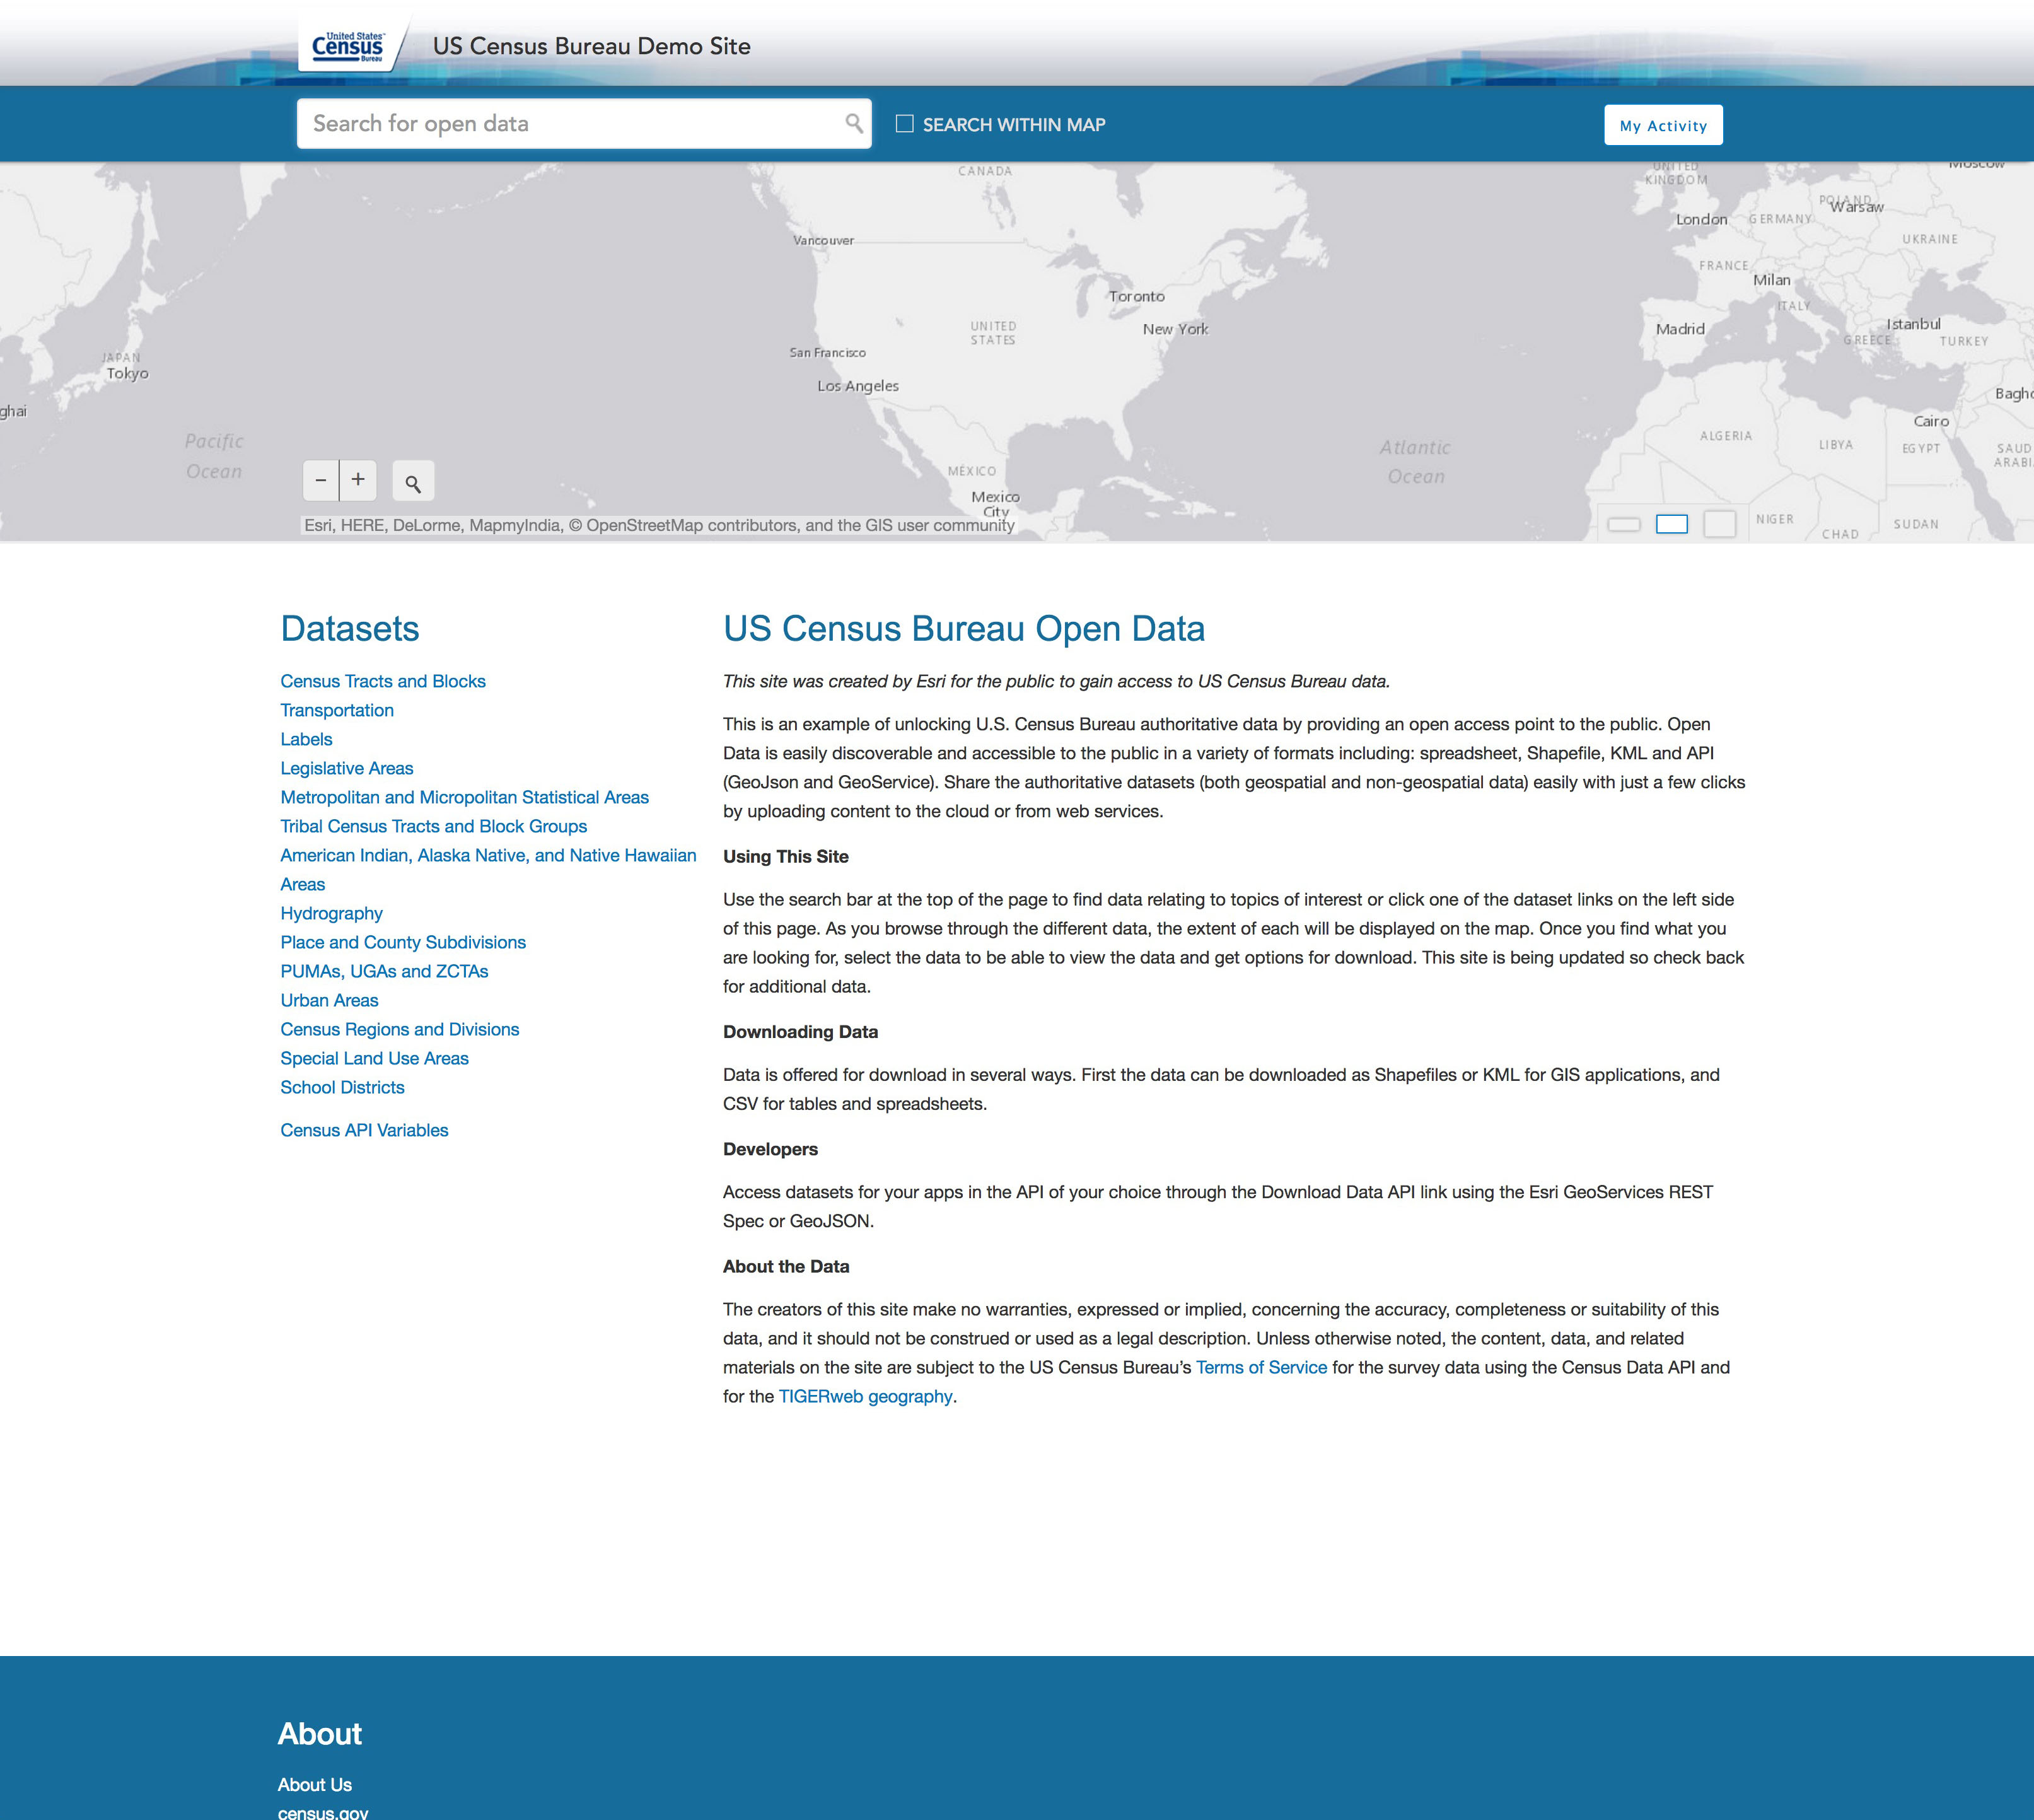 United States™
Census
Bureau
US Census Bureau Demo Site
Search for open data
SEARCH WITHIN MAP
My Activity
CANADA
UNITED
KINGDOM
Moscow
POLAND
Warsaw
London
GERMANY
Vancouver
UKRAINE
FRANCE
Milan
Toronto
ITALY
UNITED
STATES
New York
Madrid
Istanbul
GREECE
TURKEY
San Francisco
JAPAN
Tokyo
Los Angeles
Baghd
ghai
Cairo
Pacific
Ocean
Atlantic
Ocean
ALGERIA
LIBYA
EGYPT
SAUD
ARABI
MÉXICO
Mexico
City
− +
Esri, HERE, DeLorme, MapmyIndia, © OpenStreetMap contributors, and the GIS user community
NIGER
CHAD
SUDAN
Datasets
Census Tracts and Blocks
Transportation
Labels
Legislative Areas
Metropolitan and Micropolitan Statistical Areas
Tribal Census Tracts and Block Groups
American Indian, Alaska Native, and Native Hawaiian
Areas
Hydrography
Place and County Subdivisions
PUMAs, UGAs and ZCTAs
Urban Areas
Census Regions and Divisions
Special Land Use Areas
School Districts
Census API Variables
US Census Bureau Open Data
This site was created by Esri for the public to gain access to US Census Bureau data.
This is an example of unlocking U.S. Census Bureau authoritative data by providing an open access point to the public. Open
Data is easily discoverable and accessible to the public in a variety of formats including: spreadsheet, Shapefile, KML and API
(GeoJson and GeoService). Share the authoritative datasets (both geospatial and non-geospatial data) easily with just a few clicks
by uploading content to the cloud or from web services.
Using This Site
Use the search bar at the top of the page to find data relating to topics of interest or click one of the dataset links on the left side
of this page. As you browse through the different data, the extent of each will be displayed on the map. Once you find what you
are looking for, select the data to be able to view the data and get options for download. This site is being updated so check back
for additional data.
Downloading Data
Data is offered for download in several ways. First the data can be downloaded as Shapefiles or KML for GIS applications, and
CSV for tables and spreadsheets.
Developers
Access datasets for your apps in the API of your choice through the Download Data API link using the Esri GeoServices REST
Spec or GeoJSON.
About the Data
The creators of this site make no warranties, expressed or implied, concerning the accuracy, completeness or suitability of this
data, and it should not be construed or used as a legal description. Unless otherwise noted, the content, data, and related
materials on the site are subject to the US Census Bureau’s Terms of Service for the survey data using the Census Data API and
for the TIGERweb geography.
About
About Us
census.gov